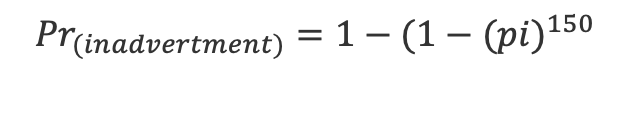 Pr(inadvertment) = 1 − (1 − (pi)150